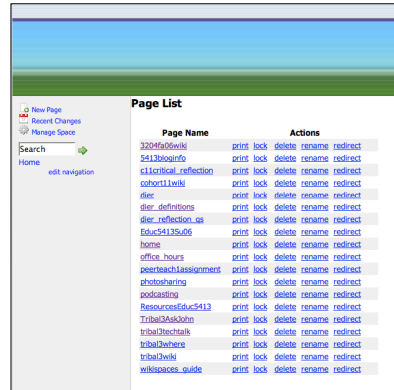 New Page
Recent Changes
Manage Space
Search
Home
edit navigation
Page List
Page Name Actions
3204fa06wiki print lock delete rename redirect
5413bloginfo print lock delete rename redirect
c11critical_reflection print lock delete rename redirect
cohort11wiki print lock delete rename redirect
dier print lock delete rename redirect
dier_definitions print lock delete rename redirect
dier_reflection_qs print lock delete rename redirect
Educ5413Su06 print lock delete rename redirect
home print lock delete rename redirect
office_hours print lock delete rename redirect
peerteach1assignment print lock delete rename redirect
photosharing print lock delete rename redirect
podcasting print lock delete rename redirect
ResourcesEduc5413 print lock delete rename redirect
Tribal3AskJohn print lock delete rename redirect
tribal3techtalk print lock delete rename redirect
tribal3where print lock delete rename redirect
tribal3wiki print lock delete rename redirect
wikispaces_guide print lock delete rename redirect